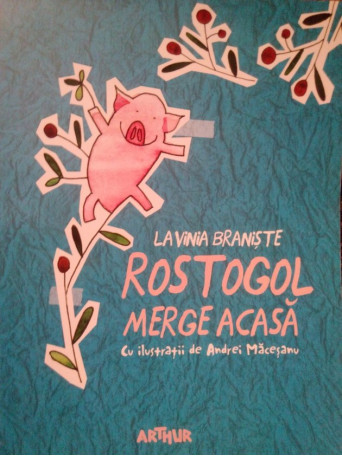 LAVINIA BRANIȘTE
ROSTOGOL
MERGE ACASĂ
Cu ilustrații de Andrei Măceșanu
ARTHUR